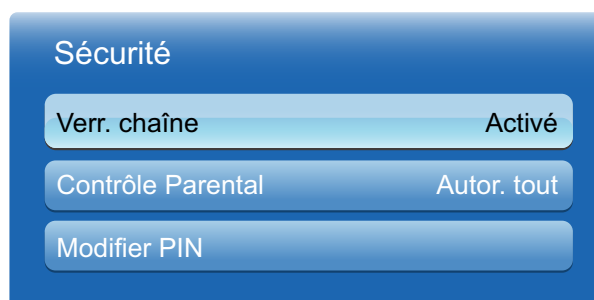 Sécurité
Verr. chaîne Activé
Contrôle Parental Autor. tout
Modifier PIN